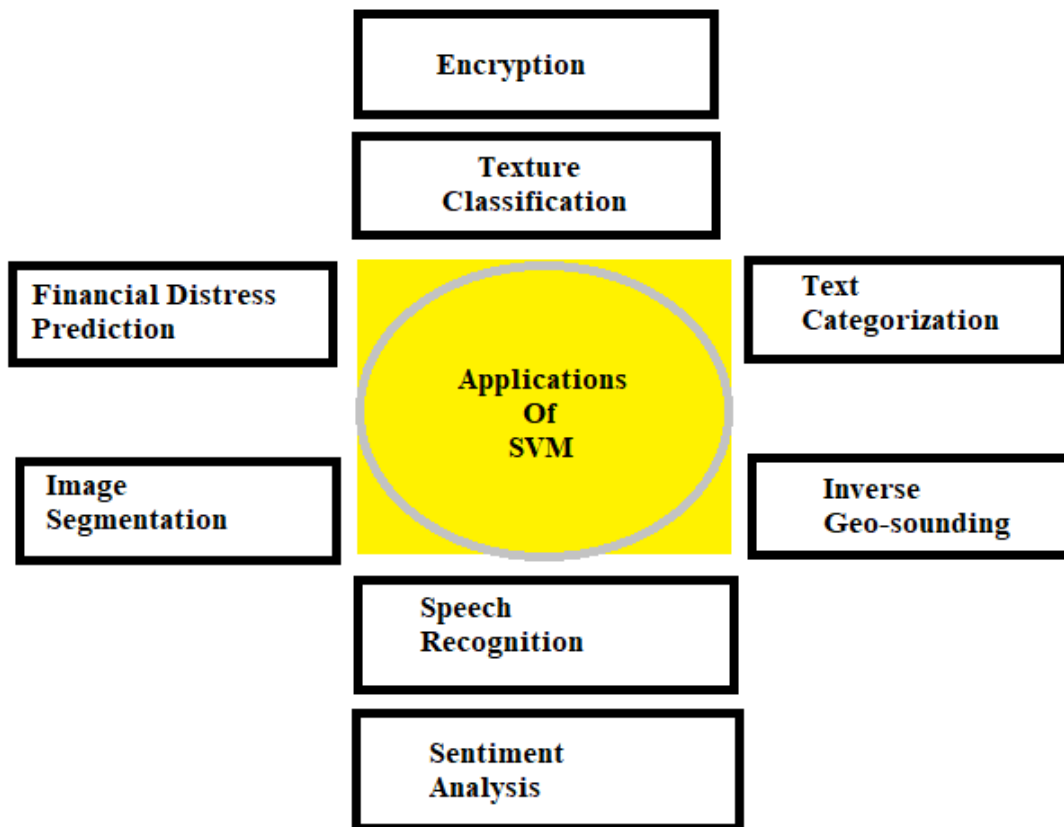 Encryption
Texture
Classification
Financial Distress
Prediction
Text
Categorization
Applications
Of
SVM
Image
Segmentation
Inverse
Geo-sounding
Speech
Recognition
Sentiment
Analysis